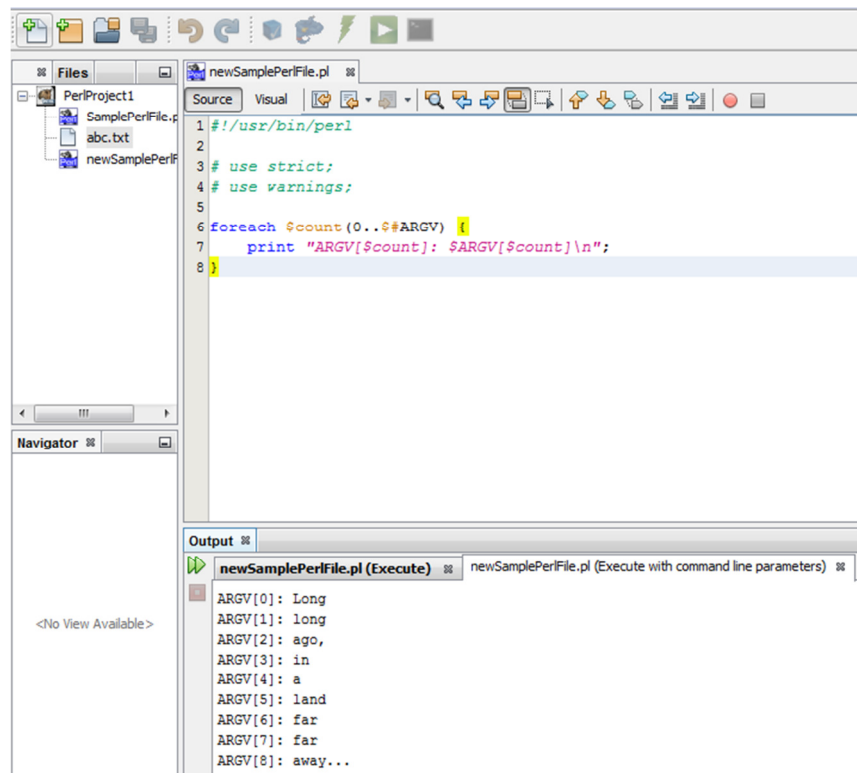 Files
PerlProject1
SamplePerlFile.p
abc.txt
newSamplePerlF
Navigator
<No View Available>
newSamplePerlFile.pl
Source Visual
1 #!/usr/bin/perl
2
3 # use strict;
4 # use warnings;
5
6 foreach $count(0..$#ARGV) {
7 print "ARGV[$count]: $ARGV[$count]\n";
8 }
Output
newSamplePerlFile.pl (Execute) newSamplePerlFile.pl (Execute with command line parameters)
ARGV[0]: Long
ARGV[1]: long
ARGV[2]: ago,
ARGV[3]: in
ARGV[4]: a
ARGV[5]: land
ARGV[6]: far
ARGV[7]: far
ARGV[8]: away...